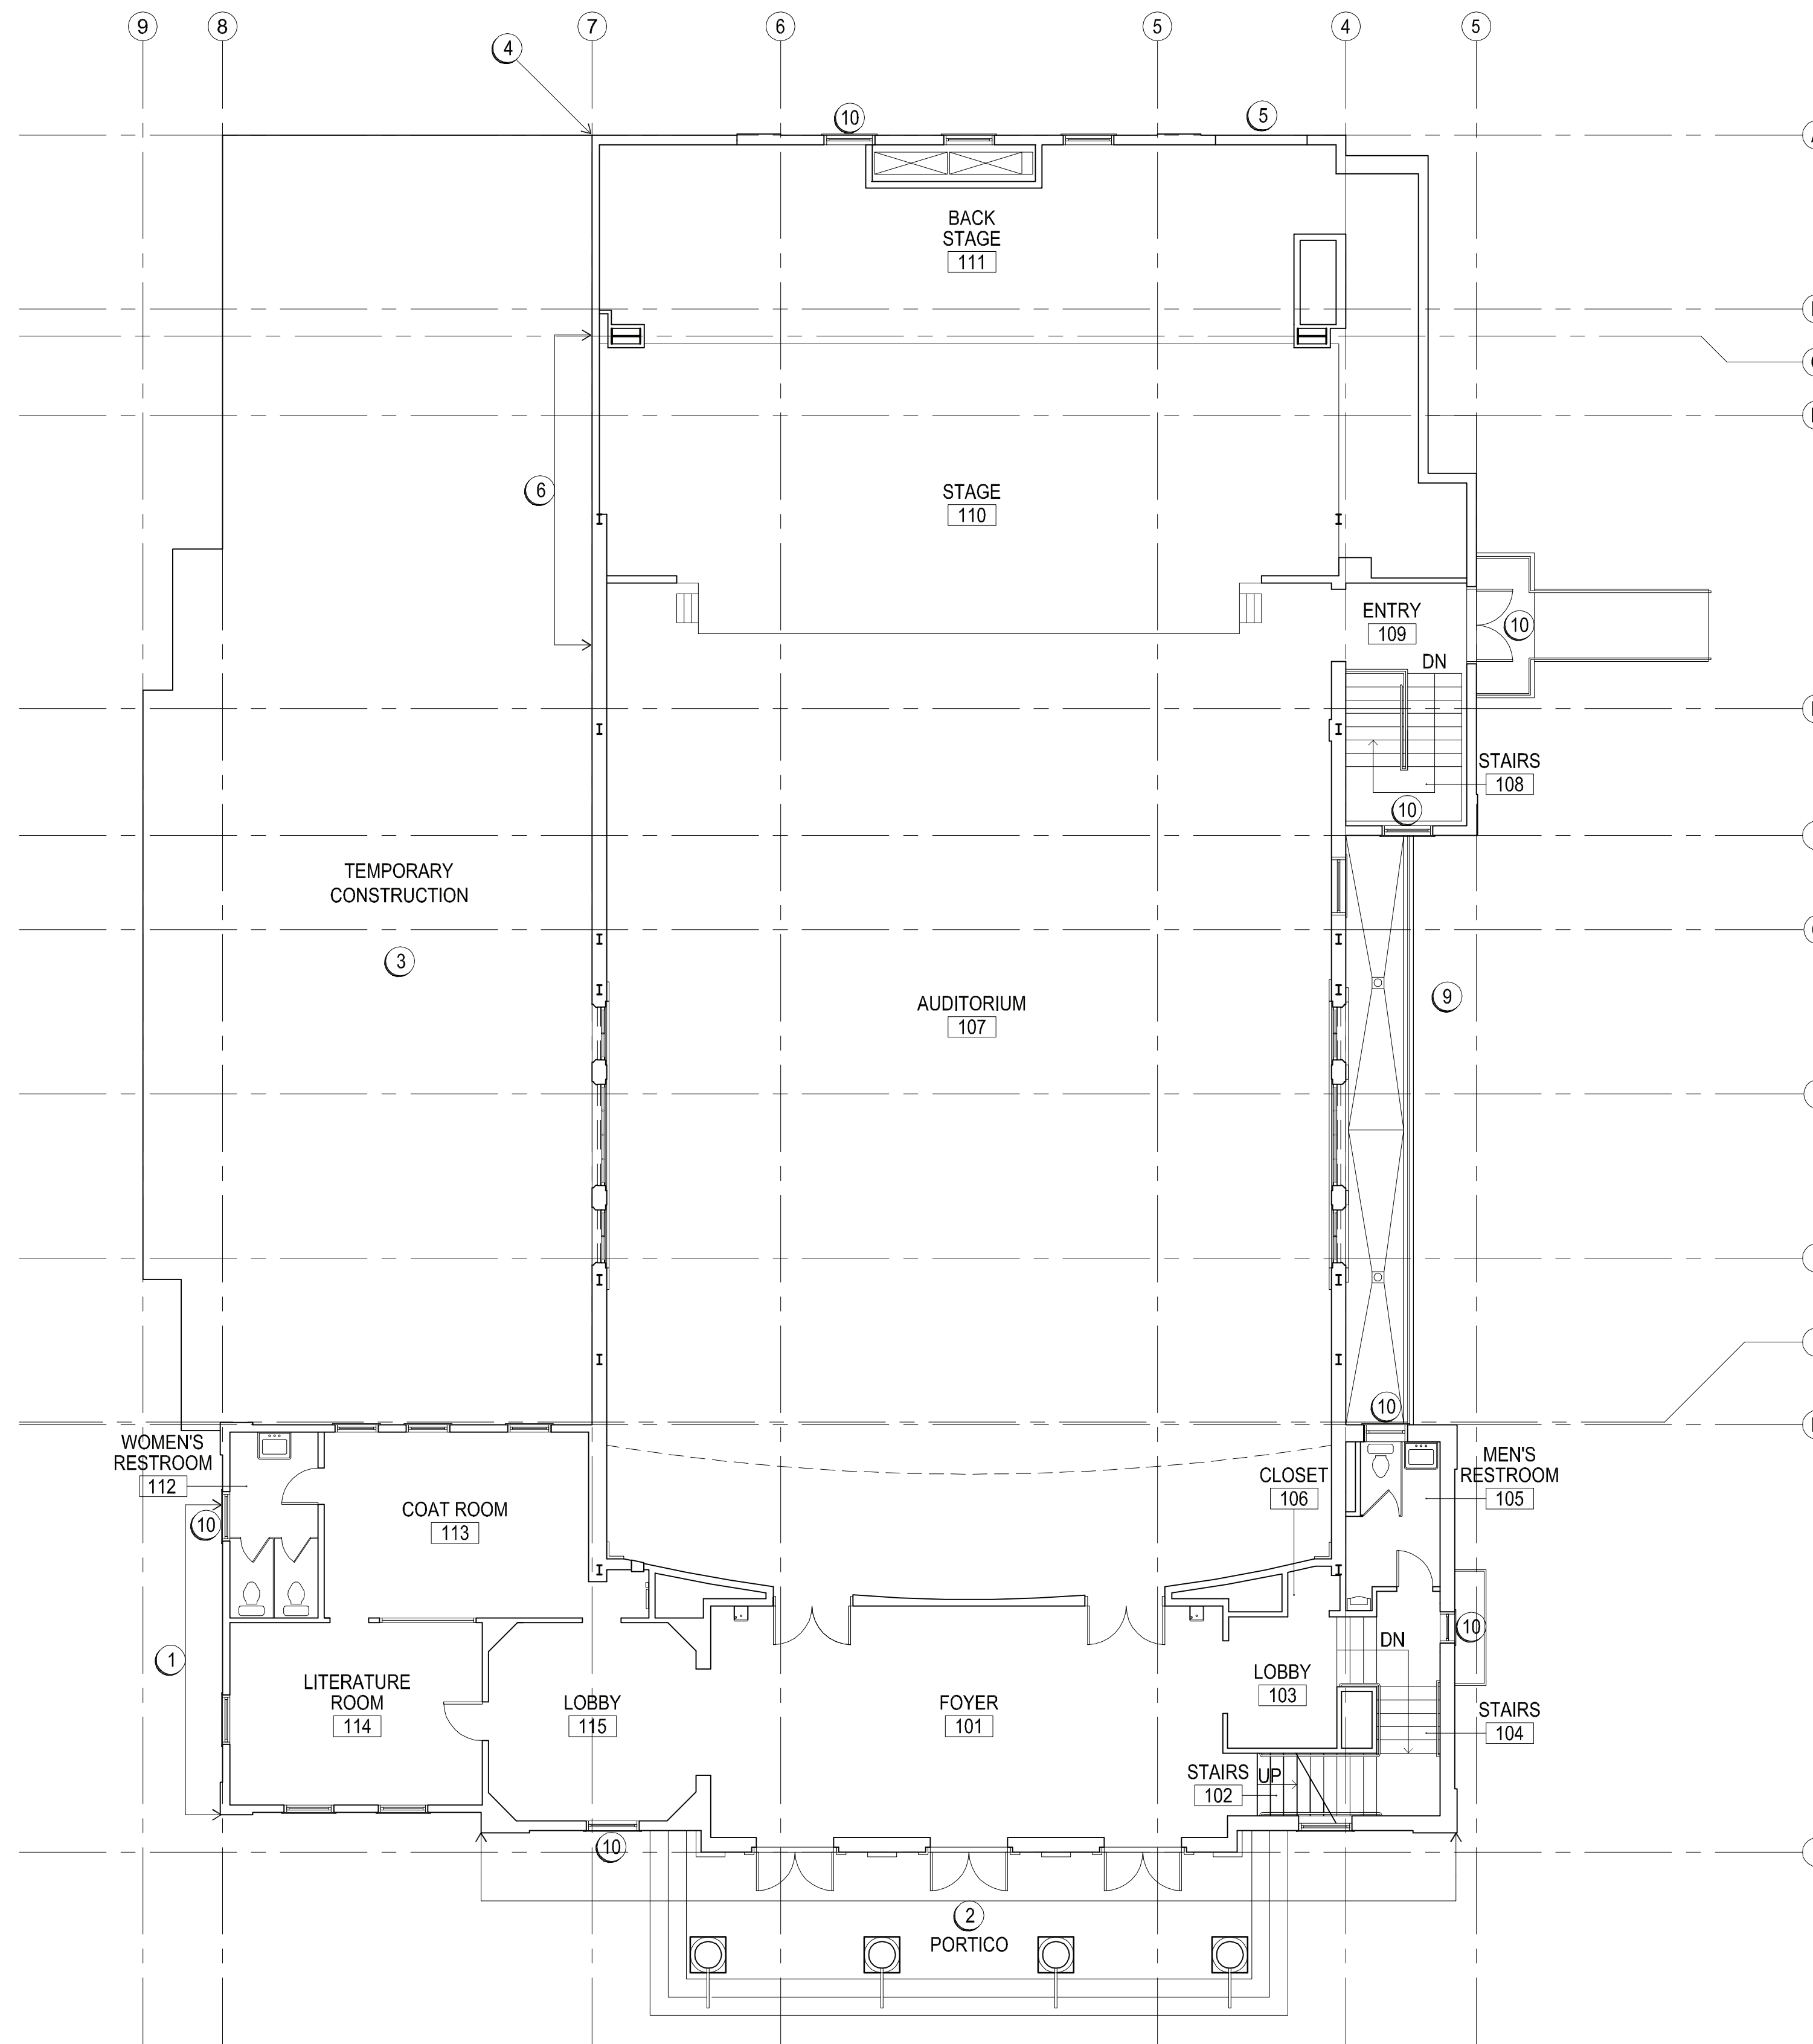 9
8
7
6
5
4
5
4
10
5
A
BACK
STAGE
111
6
STAGE
110
ENTRY
109
10
DN
STAIRS
108
10
TEMPORARY
CONSTRUCTION
3
AUDITORIUM
107
9
10
WOMEN'S
RESTROOM
112
MEN'S
RESTROOM
105
CLOSET
106
COAT ROOM
113
10
10
1
DN
LITERATURE
ROOM
114
LOBBY
115
FOYER
101
LOBBY
103
STAIRS
104
STAIRS
102
UP
10
2
PORTICO